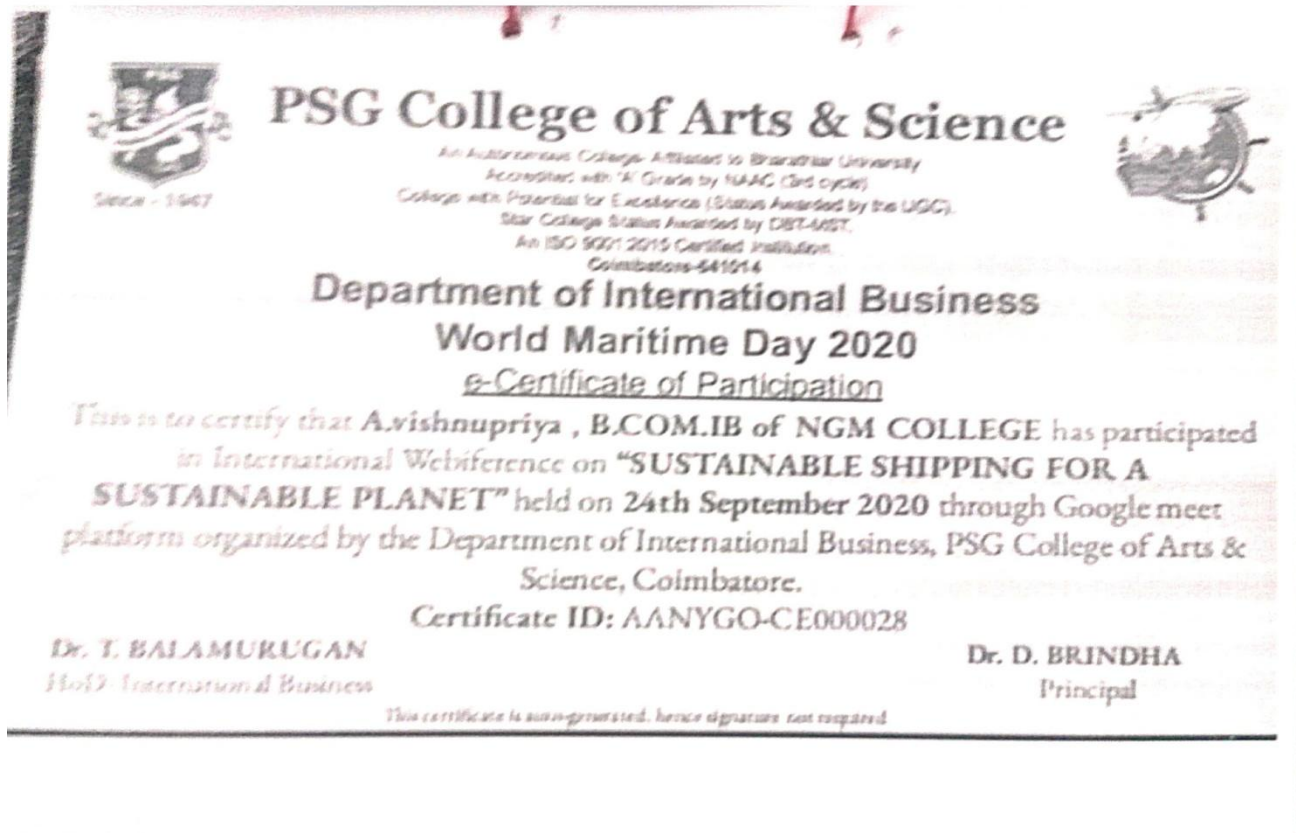 PSG
Since - 1947
PSG College of Arts & Science
An Autonomous College Affiliated to Bharathiar University
Accredited with 'A' Grade by NAAC (3rd cycle)
College with Potential for Excellence (Status Awarded by the UGC).
Star College Status Awarded by DBT-MST.
An ISO 9001:2015 Certified Institution
Coimbatore-641014
Department of International Business
World Maritime Day 2020
e-Certificate of Participation
This is to certify that A.vishnupriya , B.COM.IB of NGM COLLEGE has participated
in International Webiference on “SUSTAINABLE SHIPPING FOR A
SUSTAINABLE PLANET” held on 24th September 2020 through Google meet
platform organized by the Department of International Business, PSG College of Arts &
Science, Coimbatore.
Certificate ID: AANYGO-CE000028
Dr. T. BALAMURUGAN
HoD International Business
Dr. D. BRINDHA
Principal
This certificate is auto-generated, hence signature not required